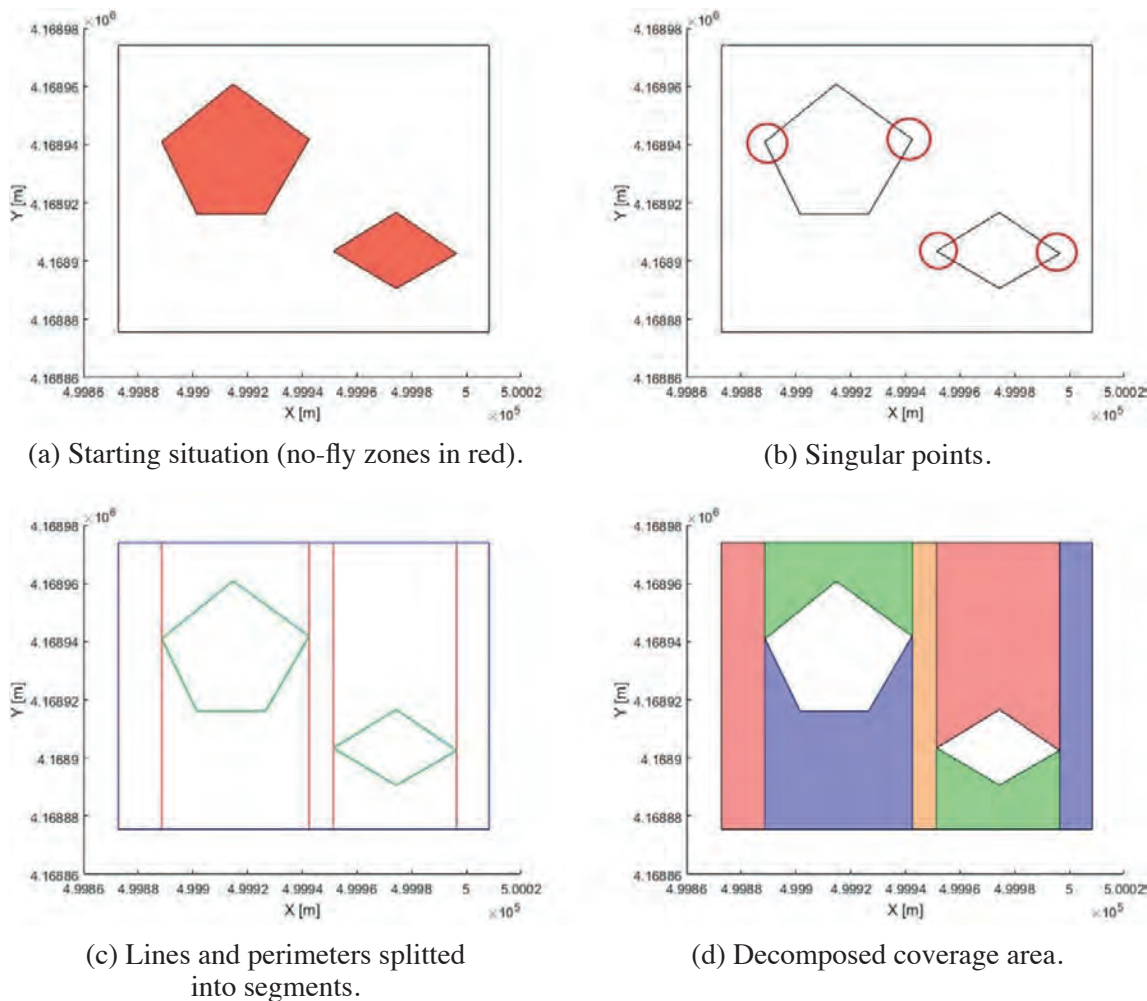 ×10⁶
4.16898
4.16896
4.16894
4.16892
4.1689
4.16888
4.16886
Y [m]
4.9986 4.9988 4.999 4.9992 4.9994 4.9996 4.9998 5 5.0002
X [m]
×10⁵
(a) Starting situation (no-fly zones in red).
×10⁶
4.16898
4.16896
4.16894
4.16892
4.1689
4.16888
4.16886
Y [m]
4.9986 4.9988 4.999 4.9992 4.9994 4.9996 4.9998 5 5.00025
X [m]
×10⁵
(b) Singular points.
×10⁶
4.16898
4.16896
4.16894
4.16892
4.1689
4.16888
4.16886
Y [m]
4.9986 4.9988 4.999 4.9992 4.9994 4.9996 4.9998 5 5.0002
X [m]
×10⁵
(c) Lines and perimeters splitted
into segments.
×10⁶
4.16898
4.16896
4.16894
4.16892
4.1689
4.16888
4.16886
Y [m]
4.9986 4.9988 4.999 4.9992 4.9994 4.9996 4.9998 5 5.00025
X [m]
×10⁵
(d) Decomposed coverage area.